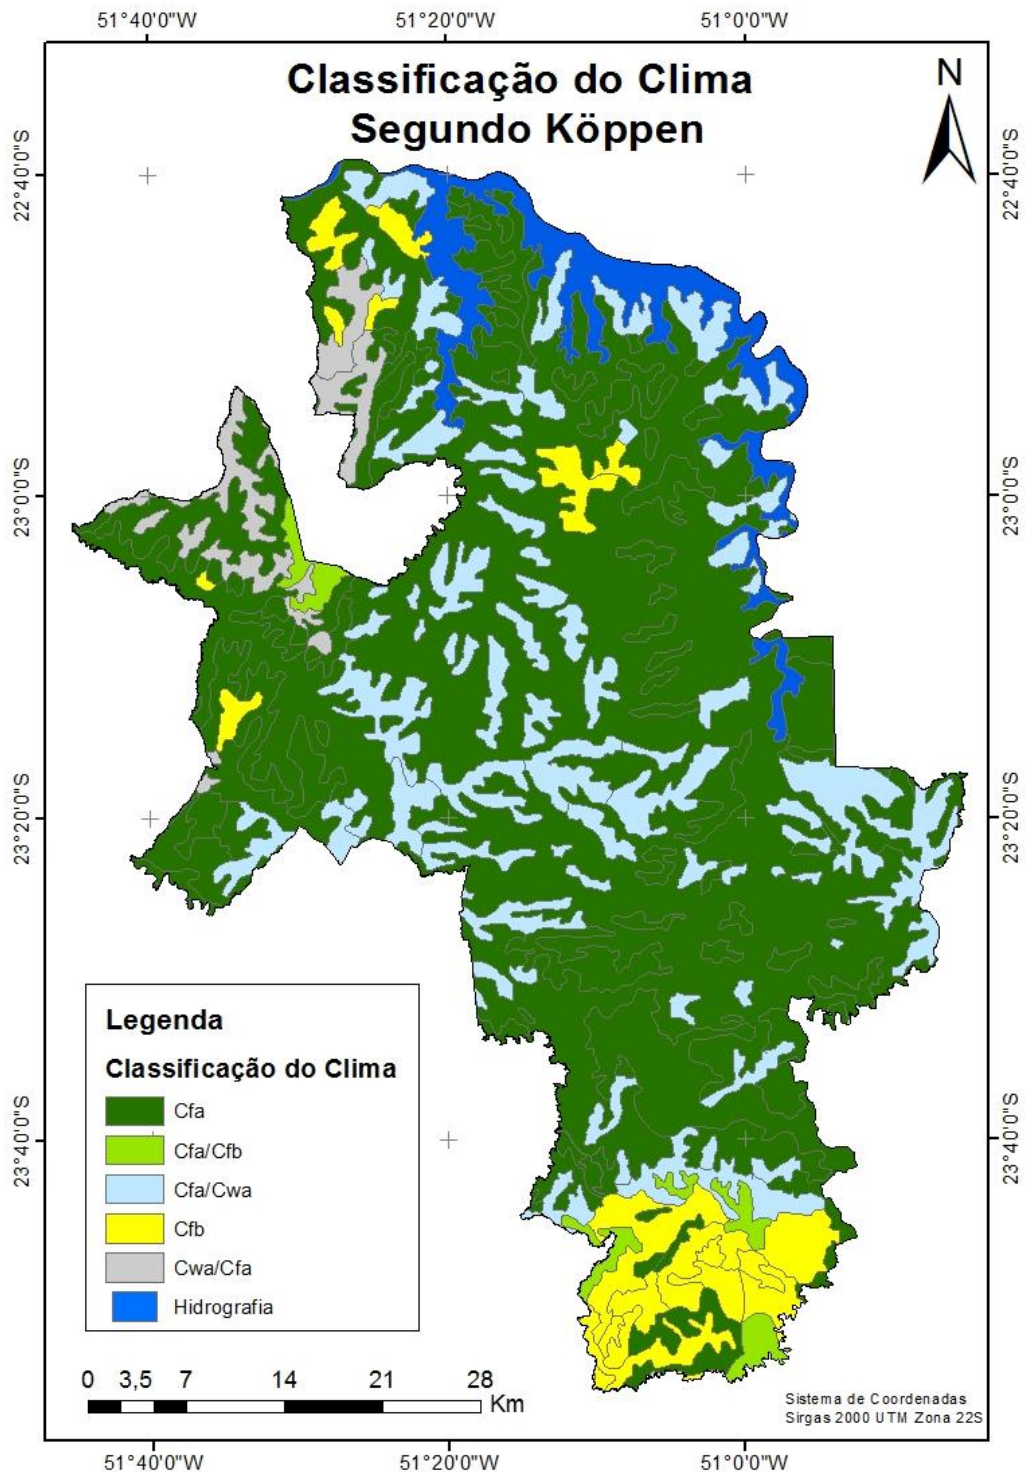 51°40'0"W 51°20'0"W 51°0'0"W
Classificação do Clima
Segundo Köppen
N
22°40'0"S 22°40'0"S
23°0'0"S 23°0'0"S
23°20'0"S 23°20'0"S
23°40'0"S 23°40'0"S
Legenda
Classificação do Clima
Cfa
Cfa/Cfb
Cfa/Cwa
Cfb
Cwa/Cfa
Hidrografia
0 3,5 7 14 21 28
Km
Sistema de Coordenadas
Sirgas 2000 UTM Zona 22S
51°40'0"W 51°20'0"W 51°0'0"W